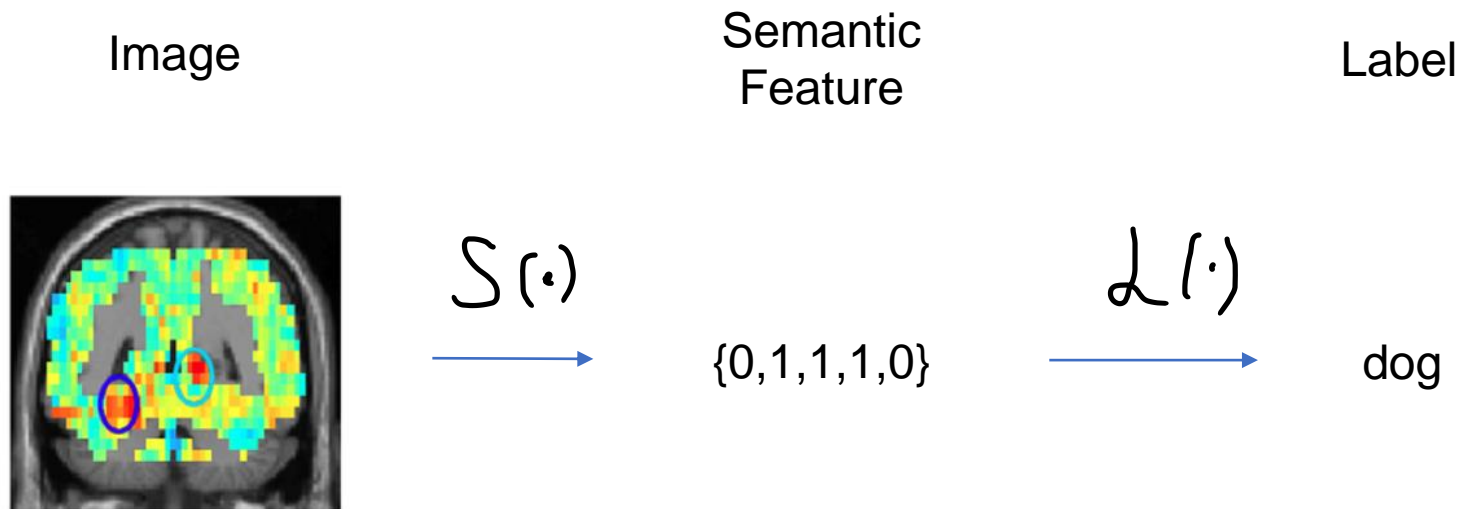 Image
Semantic
Feature
Label
S(·)
L(·)
{0,1,1,1,0}
dog